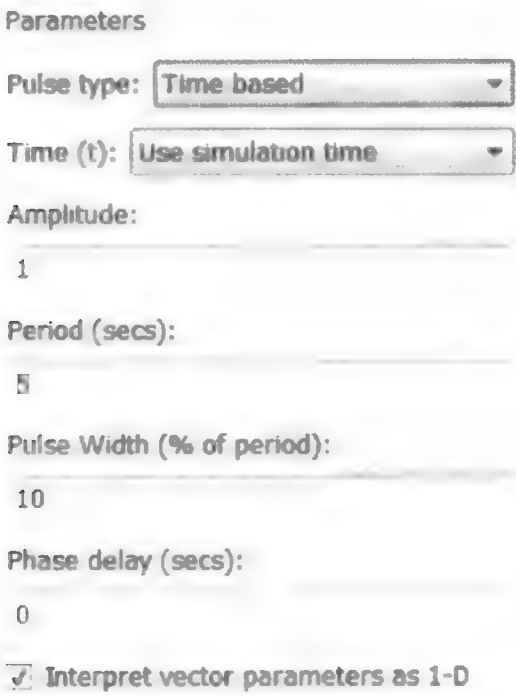 Parameters
Pulse type: Time based
Time (t): Use simulation time
Amplitude:
1
Period (secs):
5
Pulse Width (% of period):
10
Phase delay (secs):
0
Interpret vector parameters as 1-D